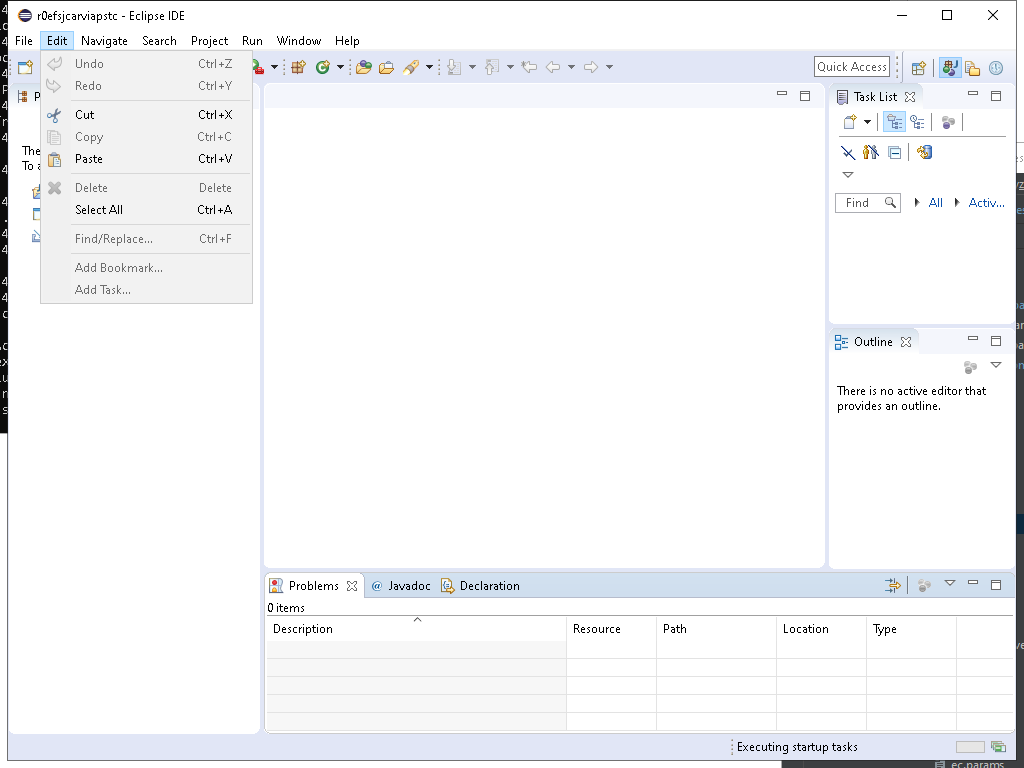 r0efsjcarviapstc - Eclipse IDE
File Edit Navigate Search Project Run Window Help
Undo Ctrl+Z
Redo Ctrl+Y
Cut Ctrl+X
Copy Ctrl+C
Paste Ctrl+V
Delete Delete
Select All Ctrl+A
Find/Replace... Ctrl+F
Add Bookmark...
Add Task...
Quick Access
The
To a
Task List
Find All Activ...
Outline
There is no active editor that
provides an outline.
Problems @ Javadoc Declaration
0 items
Description Resource Path Location Type
Executing startup tasks
ec.params